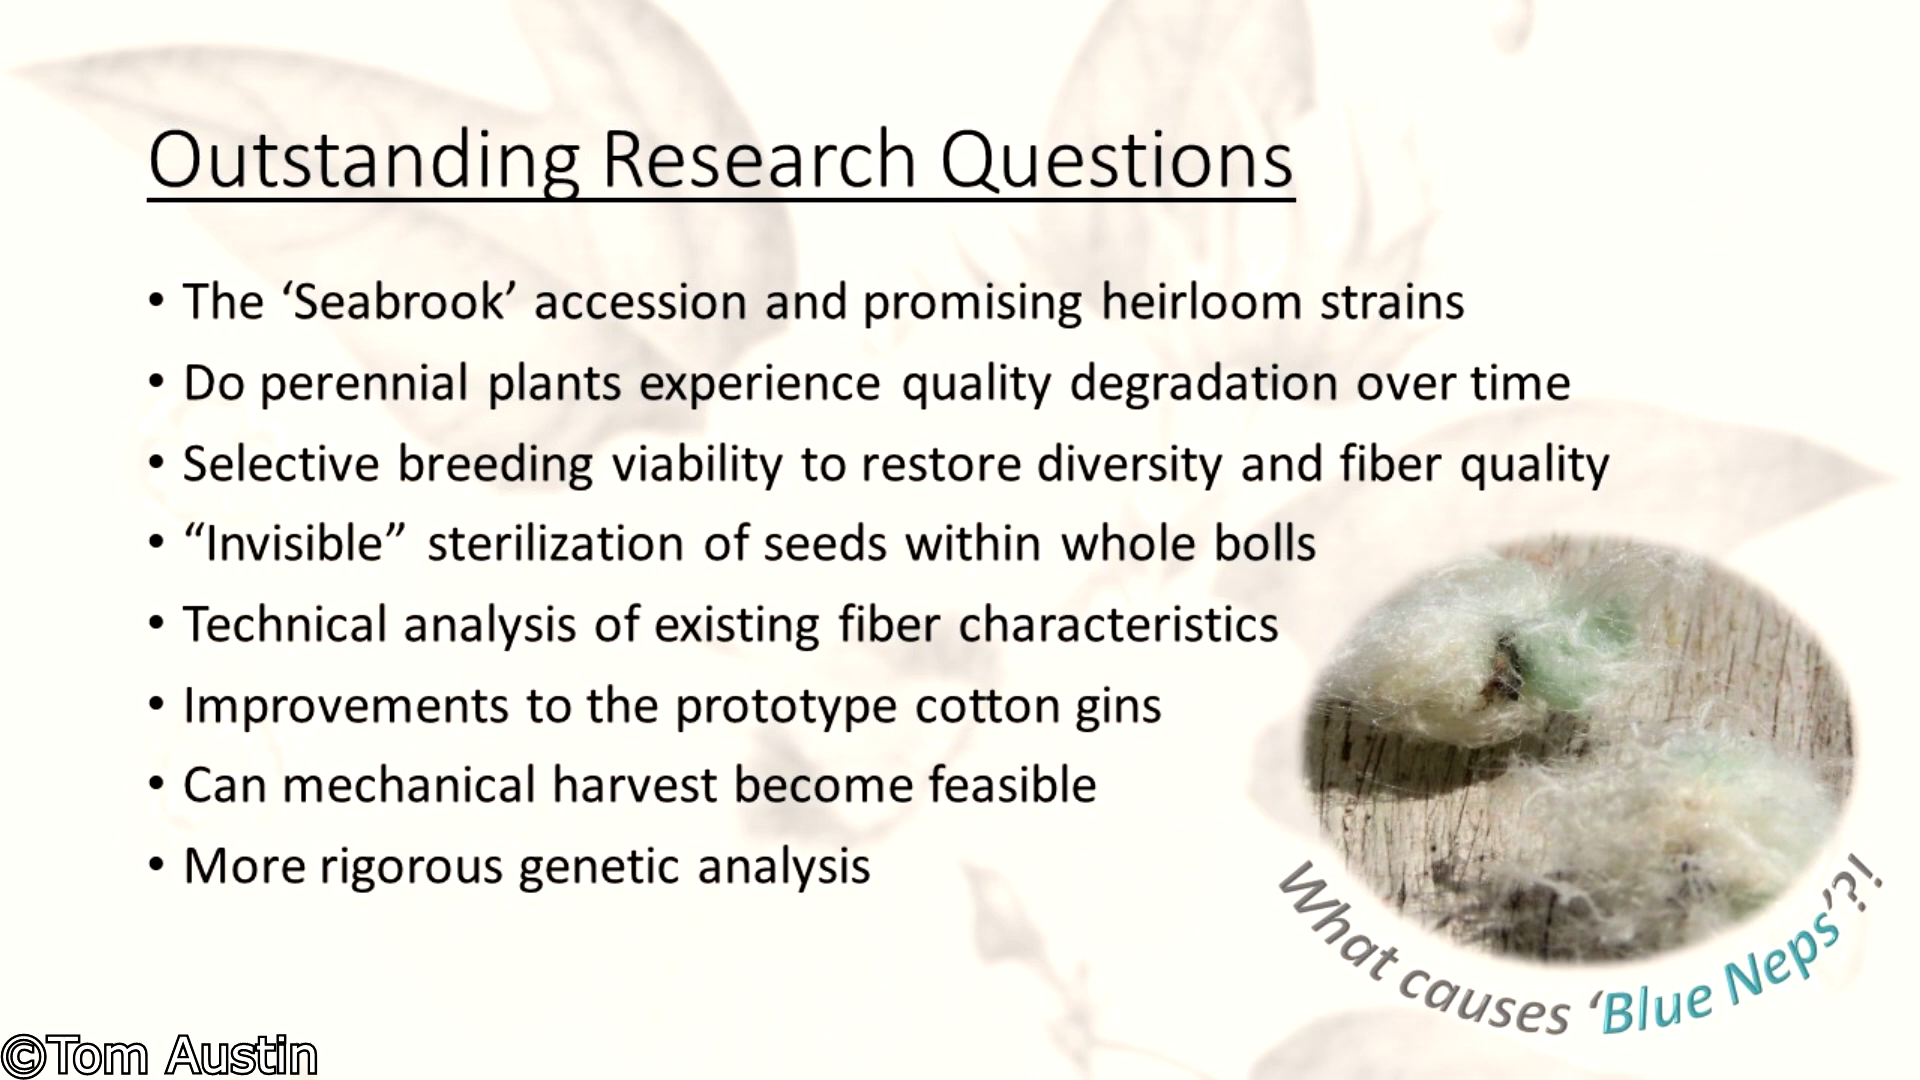 Outstanding Research Questions
• The ‘Seabrook’ accession and promising heirloom strains
• Do perennial plants experience quality degradation over time
• Selective breeding viability to restore diversity and fiber quality
• “Invisible” sterilization of seeds within whole bolls
• Technical analysis of existing fiber characteristics
• Improvements to the prototype cotton gins
• Can mechanical harvest become feasible
• More rigorous genetic analysis
What causes ‘Blue Neps’?!
©Tom Austin